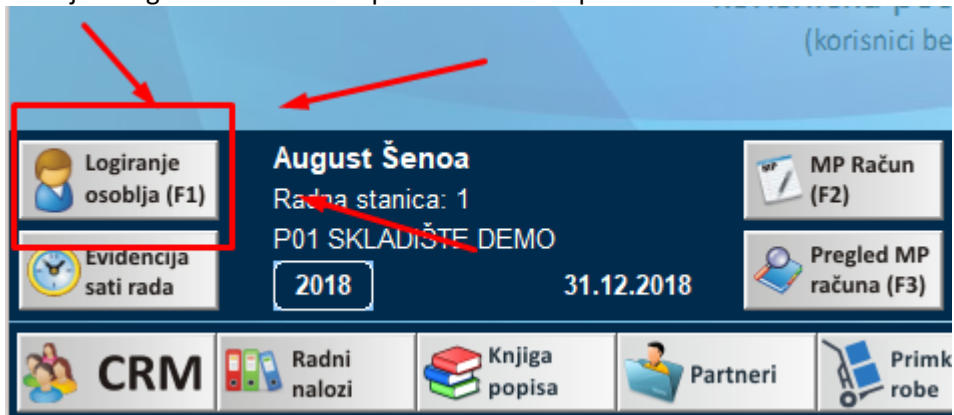 (korisnici be
Logiranje
osoblja (F1)
August Šenoa
Radna stanica: 1
P01 SKLADIŠTE DEMO
2018
31.12.2018
MP Račun
(F2)
Evidencija
sati rada
Pregled MP
računa (F3)
CRM
Radni
nalozi
Knjiga
popisa
Partneri
Primk
robe